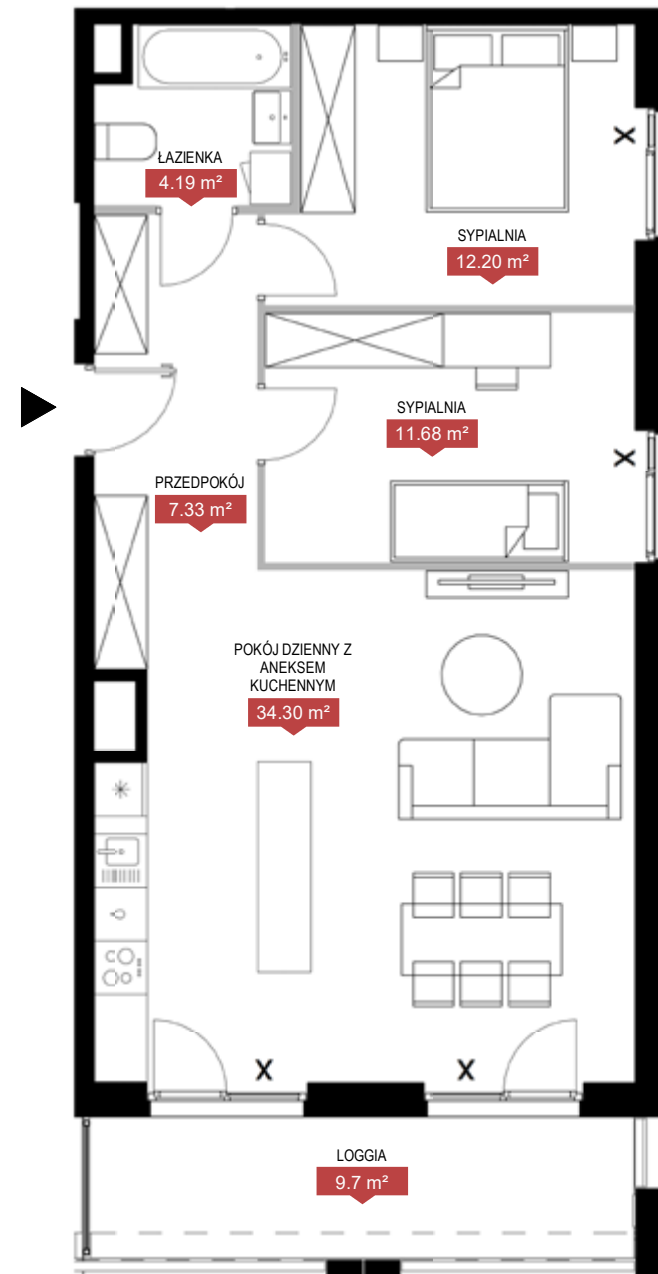 ŁAZIENKA
4.19 m²
SYPIALNIA
12.20 m²
SYPIALNIA
11.68 m²
PRZEDPOKÓJ
7.33 m²
POKÓJ DZIENNY Z
ANEKSEM
KUCHENNYM
34.30 m²
X
X
X
X
LOGGIA
9.7 m²